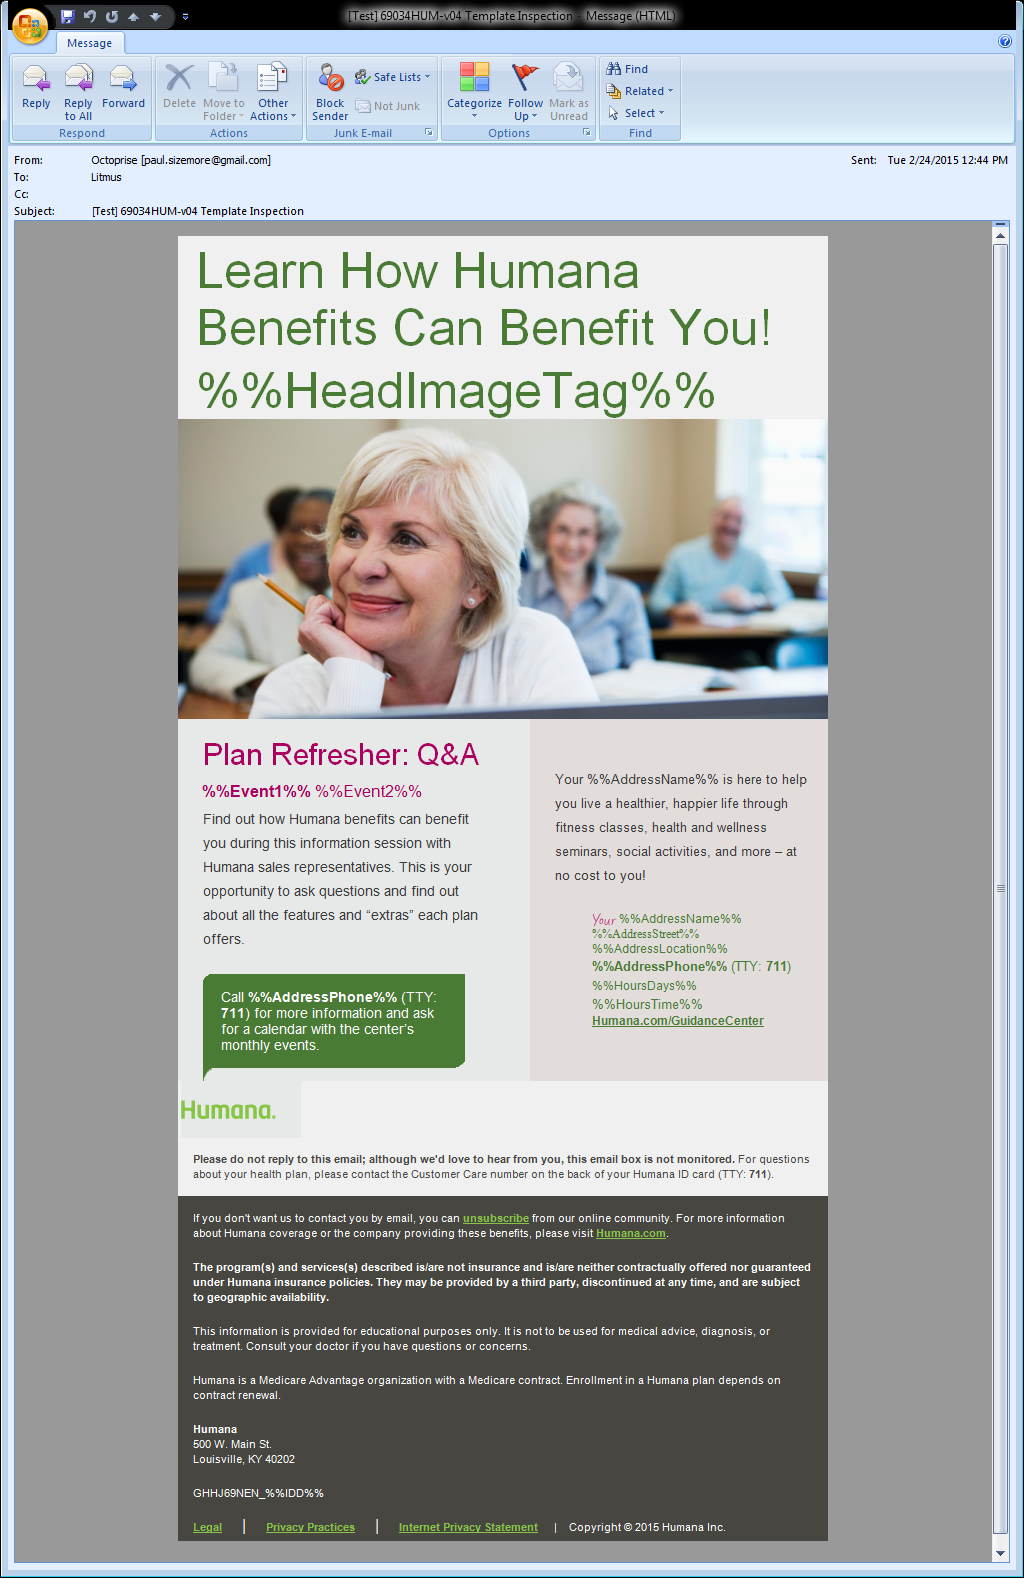 [Test] 69034HUM-v04 Template Inspection - Message (HTML)
Message
Reply
Reply to All
Forward
Respond
Delete
Move to Folder
Other Actions
Actions
Block Sender
Safe Lists
Not Junk
Junk E-mail
Categorize
Follow Up
Mark as Unread
Options
Find
Related
Select
Find
From: Octoprise [paul.sizemore@gmail.com] Sent: Tue 2/24/2015 12:44 PM
To: Litmus
Cc:
Subject: [Test] 69034HUM-v04 Template Inspection
Learn How Humana
Benefits Can Benefit You!
%%HeadImageTag%%
Plan Refresher: Q&A
%%Event1%% %%Event2%%
Find out how Humana benefits can benefit
you during this information session with
Humana sales representatives. This is your
opportunity to ask questions and find out
about all the features and “extras” each plan
offers.
Call %%AddressPhone%% (TTY:
711) for more information and ask
for a calendar with the center’s
monthly events.
Your %%AddressName%% is here to help
you live a healthier, happier life through
fitness classes, health and wellness
seminars, social activities, and more – at
no cost to you!
Your %%AddressName%%
%%AddressStreet%%
%%AddressLocation%%
%%AddressPhone%% (TTY: 711)
%%HoursDays%%
%%HoursTime%%
Humana.com/GuidanceCenter
Humana.
Please do not reply to this email; although we'd love to hear from you, this email box is not monitored. For questions
about your health plan, please contact the Customer Care number on the back of your Humana ID card (TTY: 711).
If you don't want us to contact you by email, you can unsubscribe from our online community. For more information
about Humana coverage or the company providing these benefits, please visit Humana.com.
The program(s) and services(s) described is/are not insurance and is/are neither contractually offered nor guaranteed
under Humana insurance policies. They may be provided by a third party, discontinued at any time, and are subject
to geographic availability.
This information is provided for educational purposes only. It is not to be used for medical advice, diagnosis, or
treatment. Consult your doctor if you have questions or concerns.
Humana is a Medicare Advantage organization with a Medicare contract. Enrollment in a Humana plan depends on
contract renewal.
Humana
500 W. Main St.
Louisville, KY 40202
GHHJ69NEN_%%IDD%%
Legal | Privacy Practices | Internet Privacy Statement | Copyright © 2015 Humana Inc.